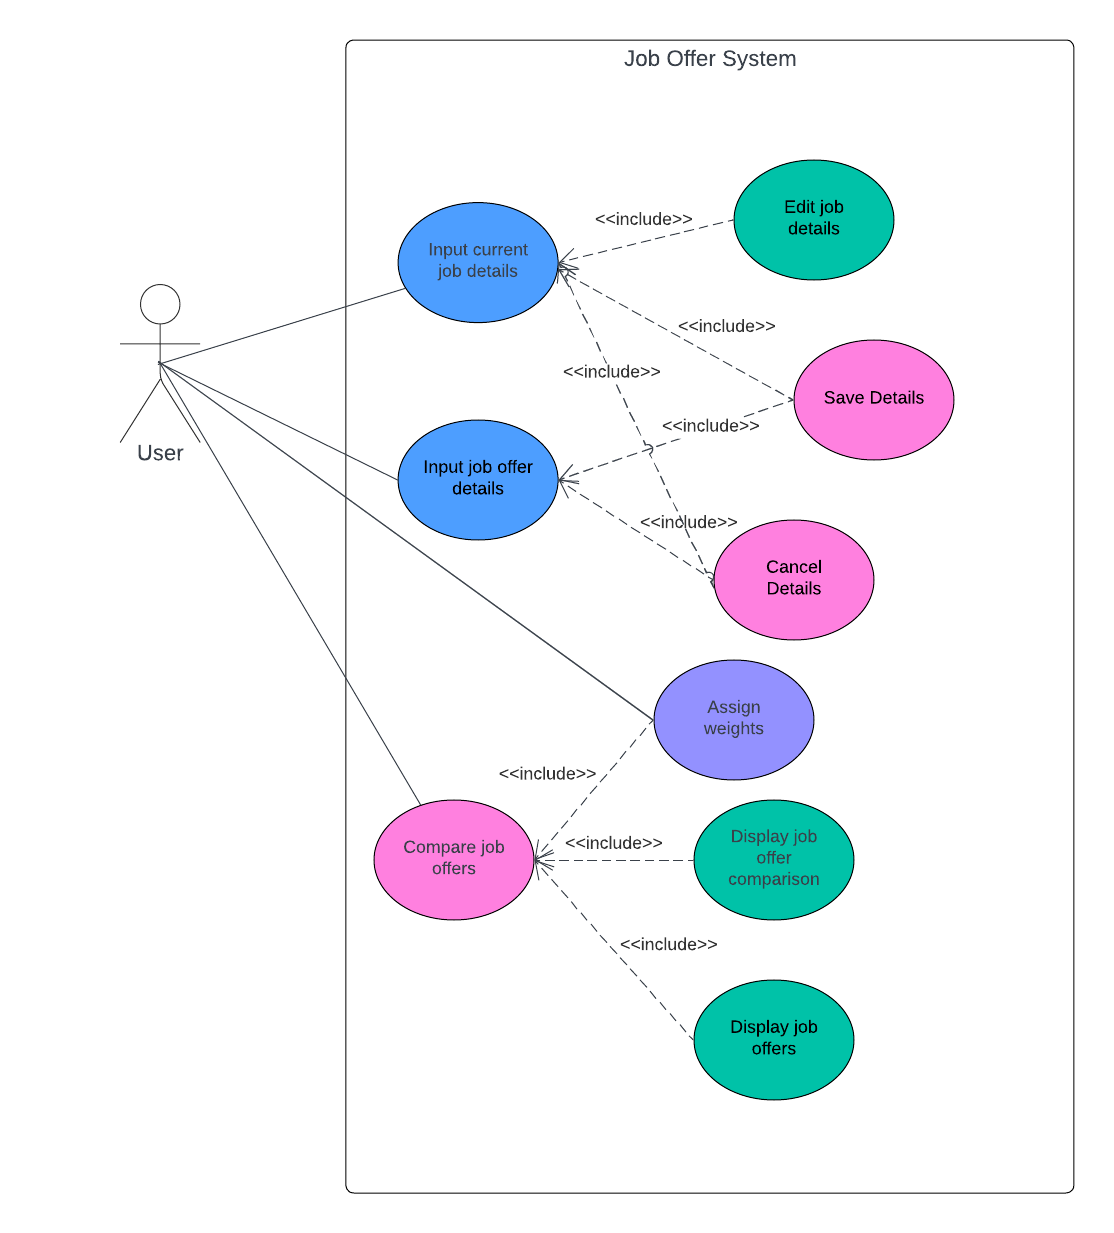 Job Offer System
Edit job
details
<<include>>
Input current
job details
<<include>>
<<include>>
Save Details
<<include>>
User
Input job offer
details
<<include>>
Cancel
Details
Assign
weights
<<include>>
Compare job
offers
<<include>>
Display job
offer
comparison
<<include>>
Display job
offers